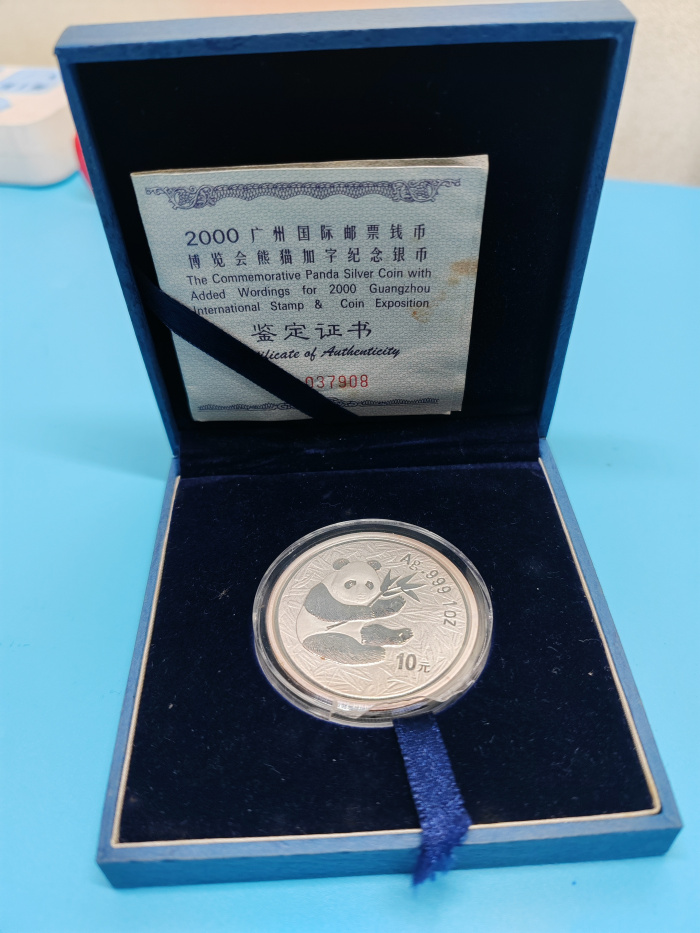 2000 广州国际邮票钱币
博览会熊猫加字纪念银币
The Commemorative Panda Silver Coin with
Added Wordings for 2000 Guangzhou
International Stamp & Coin Exposition
鉴定证书
of Authenticity
037908
Ag.999 1oz
10元